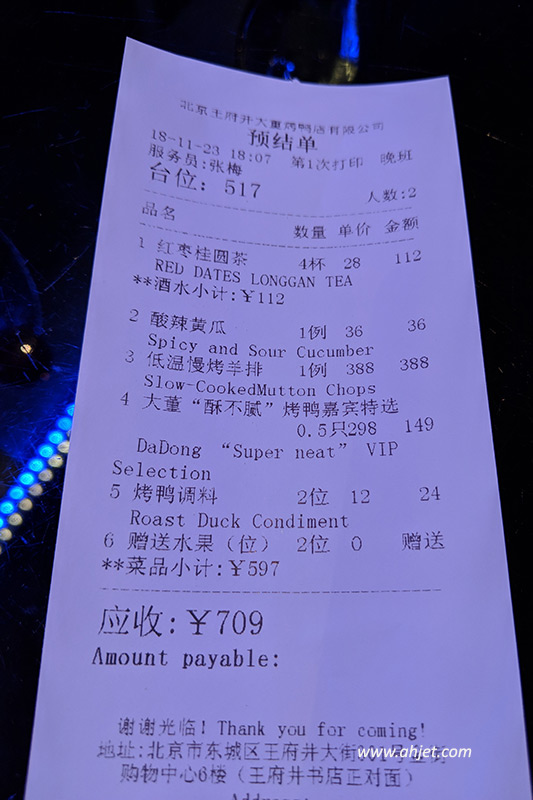 北京王府井大董烤鸭店有限公司
预结单
18-11-23 18:07 第1次打印 晚班
服务员:张梅
台位: 517 人数:2
品名 数量 单价 金额
1 红枣桂圆茶 4杯 28 112
RED DATES LONGGAN TEA
**酒水小计:¥112
2 酸辣黄瓜 1例 36 36
Spicy and Sour Cucumber
3 低温慢烤羊排 1例 388 388
Slow-CookedMutton Chops
4 大董“酥不腻”烤鸭嘉宾特选
0.5只298 149
DaDong “Super neat” VIP
Selection
5 烤鸭调料 2位 12 24
Roast Duck Condiment
6 赠送水果（位） 2位 0 赠送
**菜品小计:¥597
应收:¥709
Amount payable:
谢谢光临! Thank you for coming!
地址:北京市东城区王府井大街
www.ahjet.com
购物中心6楼（王府井书店正对面）